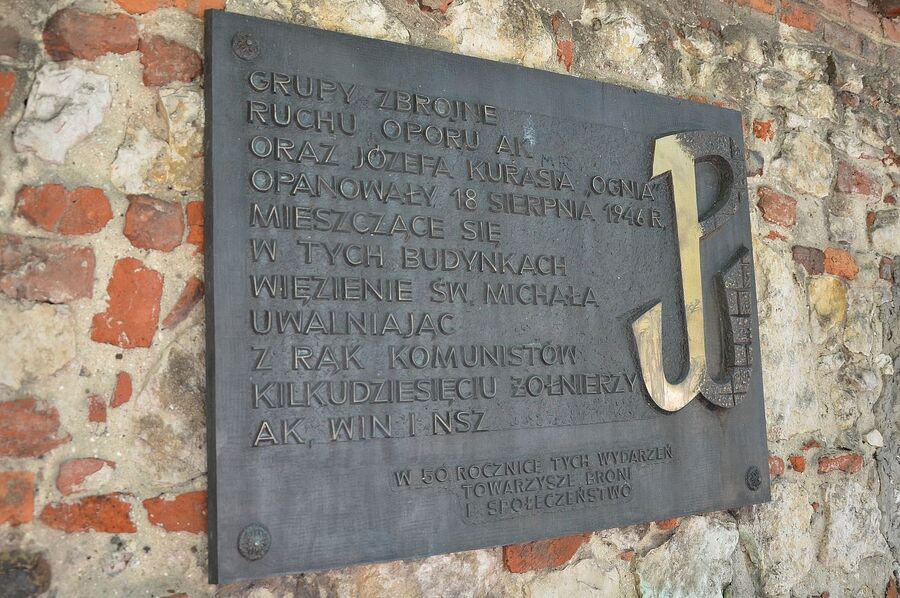 GRUPY ZBROJNE
RUCHU OPORU AK
ORAZ JÓZEFA KURASIA „OGNIA”
OPANOWAŁY 18 SIERPNIA 1946 R.
MIESZCZĄCE SIĘ
W TYCH BUDYNKACH
WIĘZIENIE ŚW. MICHAŁA
UWALNIAJĄC
Z RĄK KOMUNISTÓW
KILKUDZIESIĘCIU ŻOŁNIERZY
AK, WIN I NSZ
W 50 ROCZNICĘ TYCH WYDARZEŃ
TOWARZYSZE BRONI
I SPOŁECZEŃSTWO